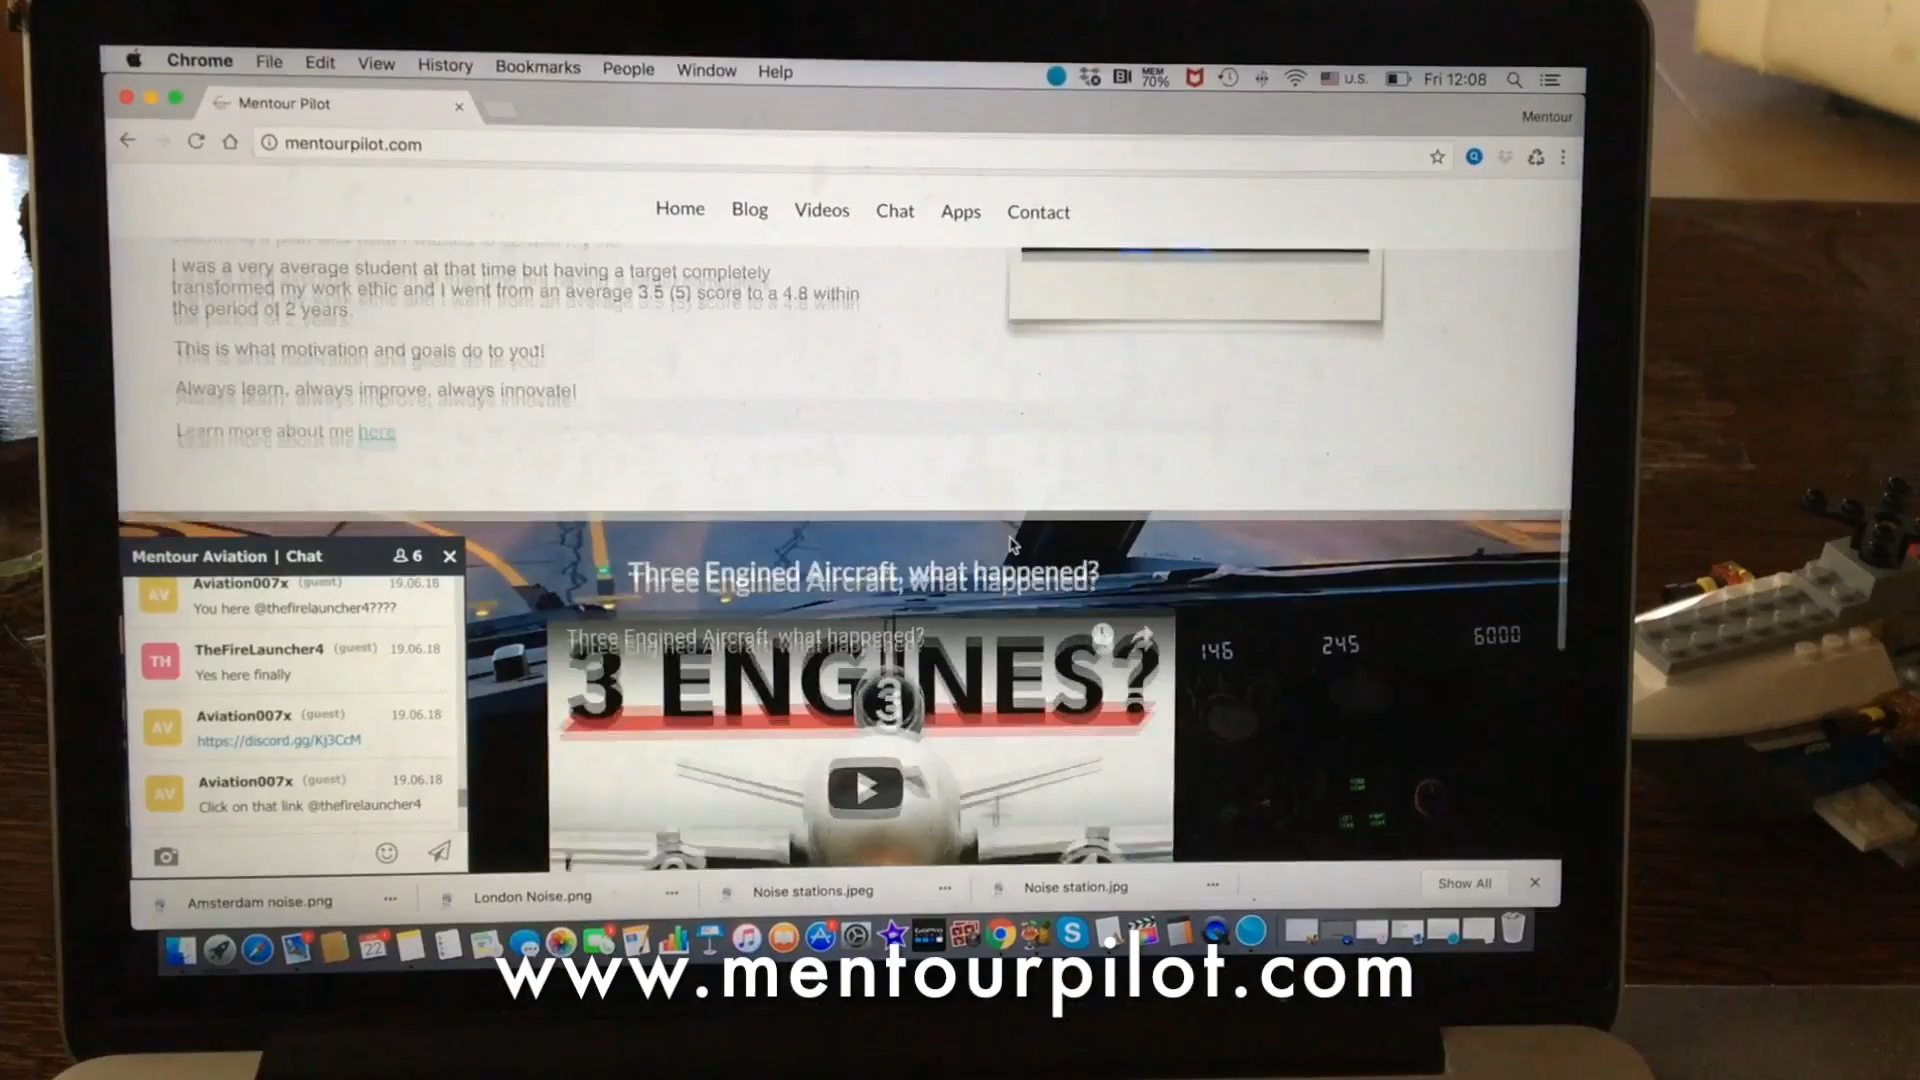 Chrome File Edit View History Bookmarks People Window Help
MEM 70% U.S. Fri 12:08
Mentour Pilot
Mentour
mentourpilot.com
Home Blog Videos Chat Apps Contact
I was a very average student at that time but having a target completely
transformed my work ethic and I went from an average 3.5 (5) score to a 4.8 within
the period of 2 years.
This is what motivation and goals do to you!
Always learn, always improve, always innovate!
Learn more about me here
Mentour Aviation | Chat 6
Aviation007x (guest) 19.06.18
AV
You here @thefirelauncher4????
TheFireLauncher4 (guest) 19.06.18
TH
Yes here finally
Aviation007x (guest) 19.06.18
AV
https://discord.gg/Kj3CcM
Aviation007x (guest) 19.06.18
AV
Click on that link @thefirelauncher4
Three Engined Aircraft, what happened?
Three Engined Aircraft, what happened?
3 ENGINES?
3
146 245 6000
Amsterdam noise.png
London Noise.png
Noise stations.jpeg
Noise station.jpg
Show All
22
www.mentourpilot.com